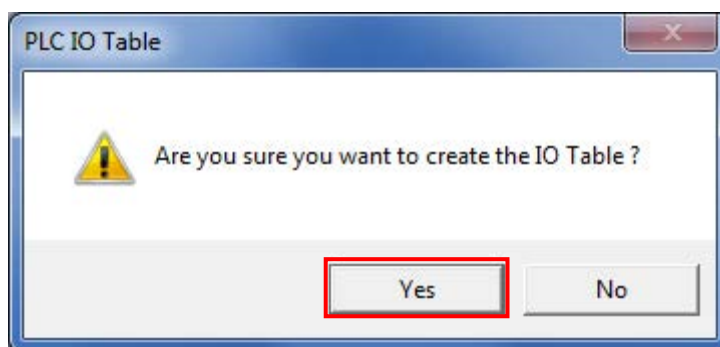 PLC IO Table
Are you sure you want to create the IO Table ?
Yes
No